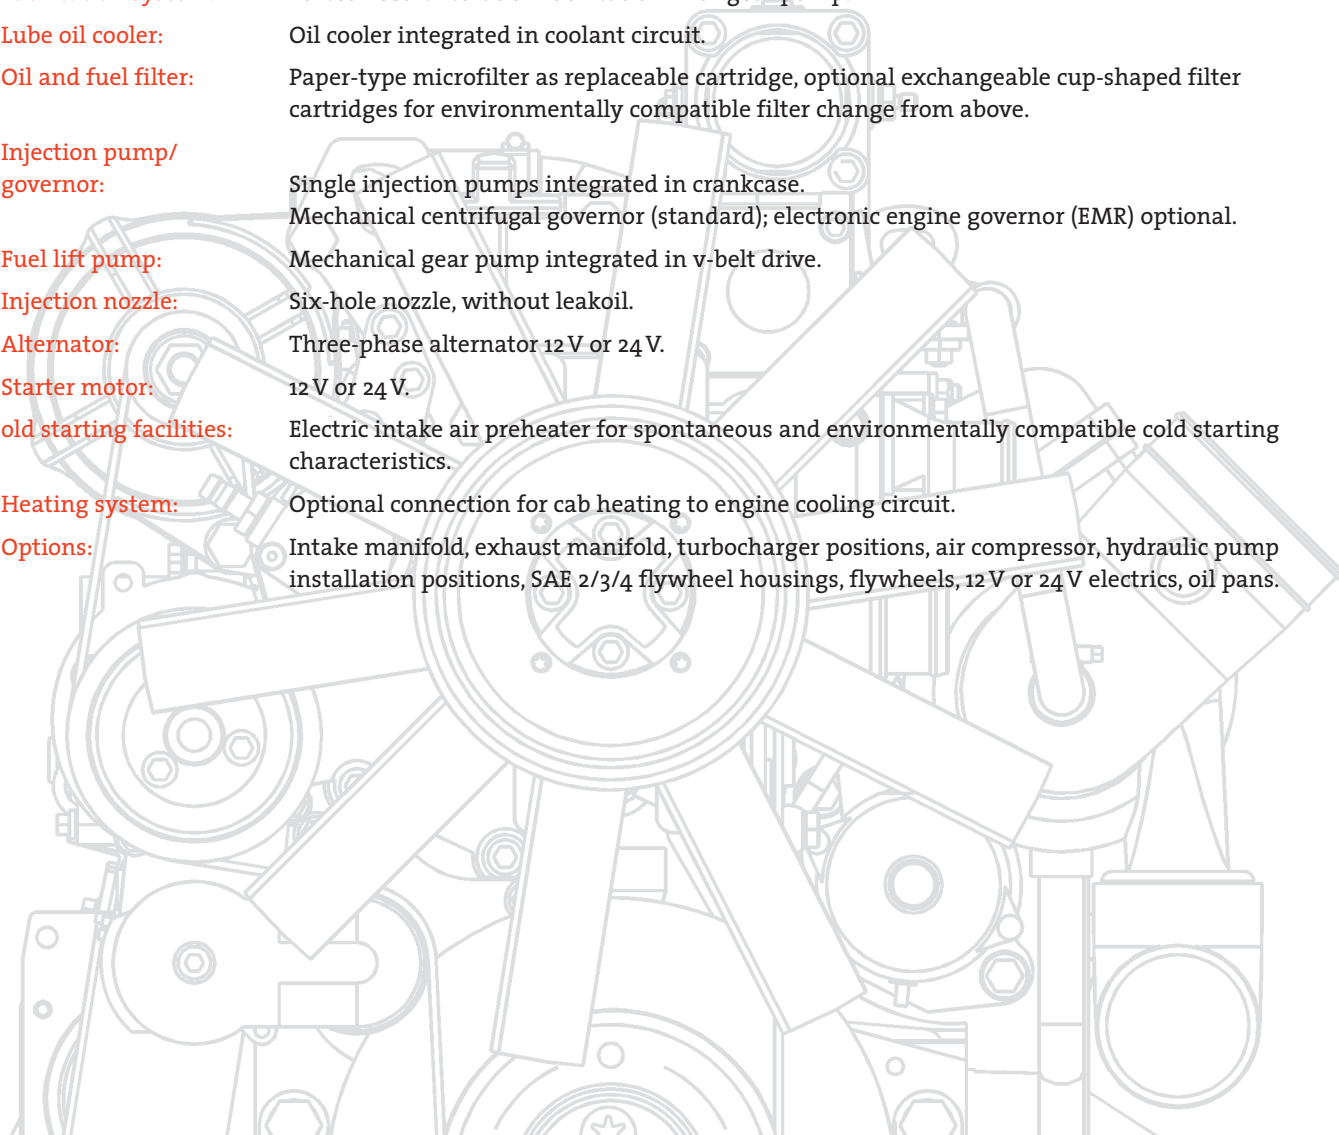 Lube oil cooler: Oil cooler integrated in coolant circuit.
Oil and fuel filter: Paper-type microfilter as replaceable cartridge, optional exchangeable cup-shaped filter
cartridges for environmentally compatible filter change from above.
Injection pump/
governor: Single injection pumps integrated in crankcase.
Mechanical centrifugal governor (standard); electronic engine governor (EMR) optional.
Fuel lift pump: Mechanical gear pump integrated in v-belt drive.
Injection nozzle: Six-hole nozzle, without leakoil.
Alternator: Three-phase alternator 12 V or 24 V.
Starter motor: 12 V or 24 V.
old starting facilities: Electric intake air preheater for spontaneous and environmentally compatible cold starting
characteristics.
Heating system: Optional connection for cab heating to engine cooling circuit.
Options: Intake manifold, exhaust manifold, turbocharger positions, air compressor, hydraulic pump
installation positions, SAE 2/3/4 flywheel housings, flywheels, 12 V or 24 V electrics, oil pans.